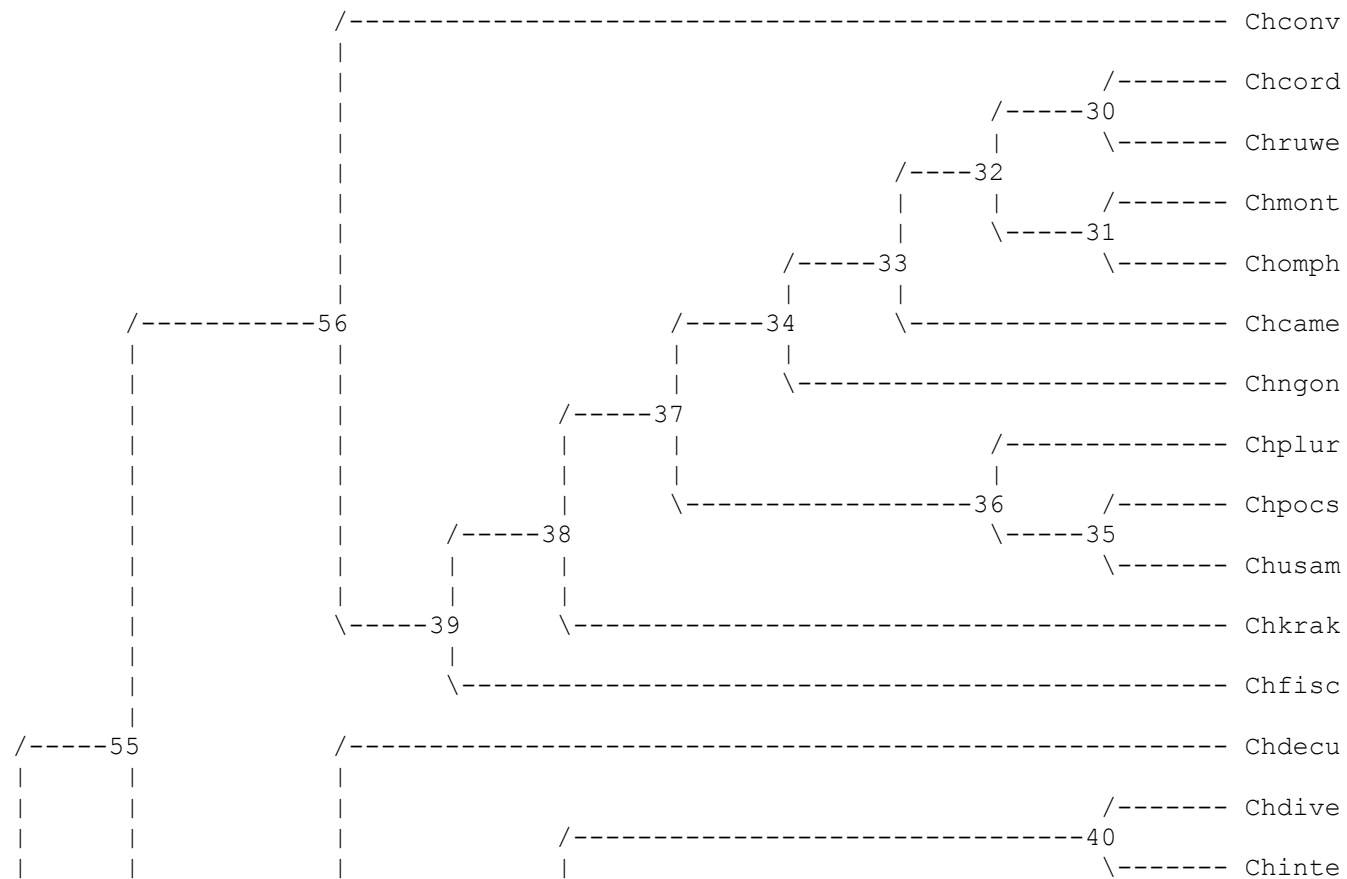 Chconv
Chcord
30
Chruwe
32
Chmont
31
33
Chomph
56
34
Chcame
Chngon
37
Chplur
36
Chpocs
38
35
Chusam
39
Chkrak
Chfisc
55
Chdecu
Chdive
40
Chinte